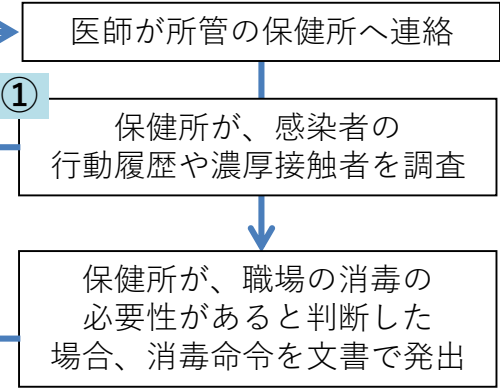 医師が所管の保健所へ連絡
①
保健所が、感染者の
行動履歴や濃厚接触者を調査
保健所が、職場の消毒の
必要性があると判断した
場合、消毒命令を文書で発出